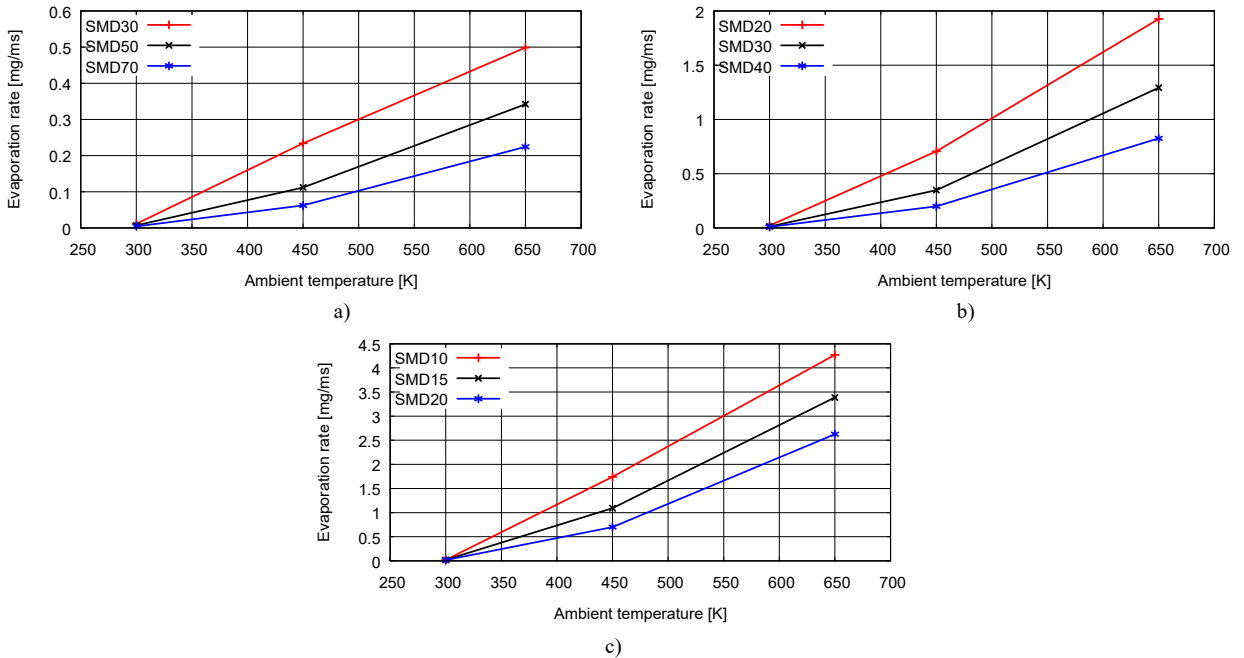 0.6
0.5
0.4
0.3
0.2
0.1
0
250 300 350 400 450 500 550 600 650 700
Evaporation rate [mg/ms]
Ambient temperature [K]
SMD30
SMD50
SMD70
a)
2
1.5
1
0.5
0
250 300 350 400 450 500 550 600 650 700
Evaporation rate [mg/ms]
Ambient temperature [K]
SMD20
SMD30
SMD40
b)
4.5
4
3.5
3
2.5
2
1.5
1
0.5
0
250 300 350 400 450 500 550 600 650 700
Evaporation rate [mg/ms]
Ambient temperature [K]
SMD10
SMD15
SMD20
c)